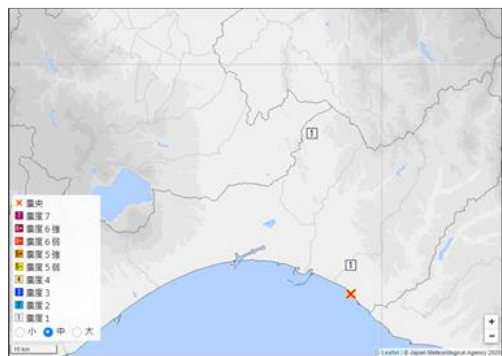 1
1
震央
7 震度 7
6+ 震度 6 強
6- 震度 6 弱
5+ 震度 5 強
5- 震度 5 弱
4 震度 4
3 震度 3
2 震度 2
1 震度 1
小 中 大
10 km
+
−
Leaflet | © Japan Meteorological Agency